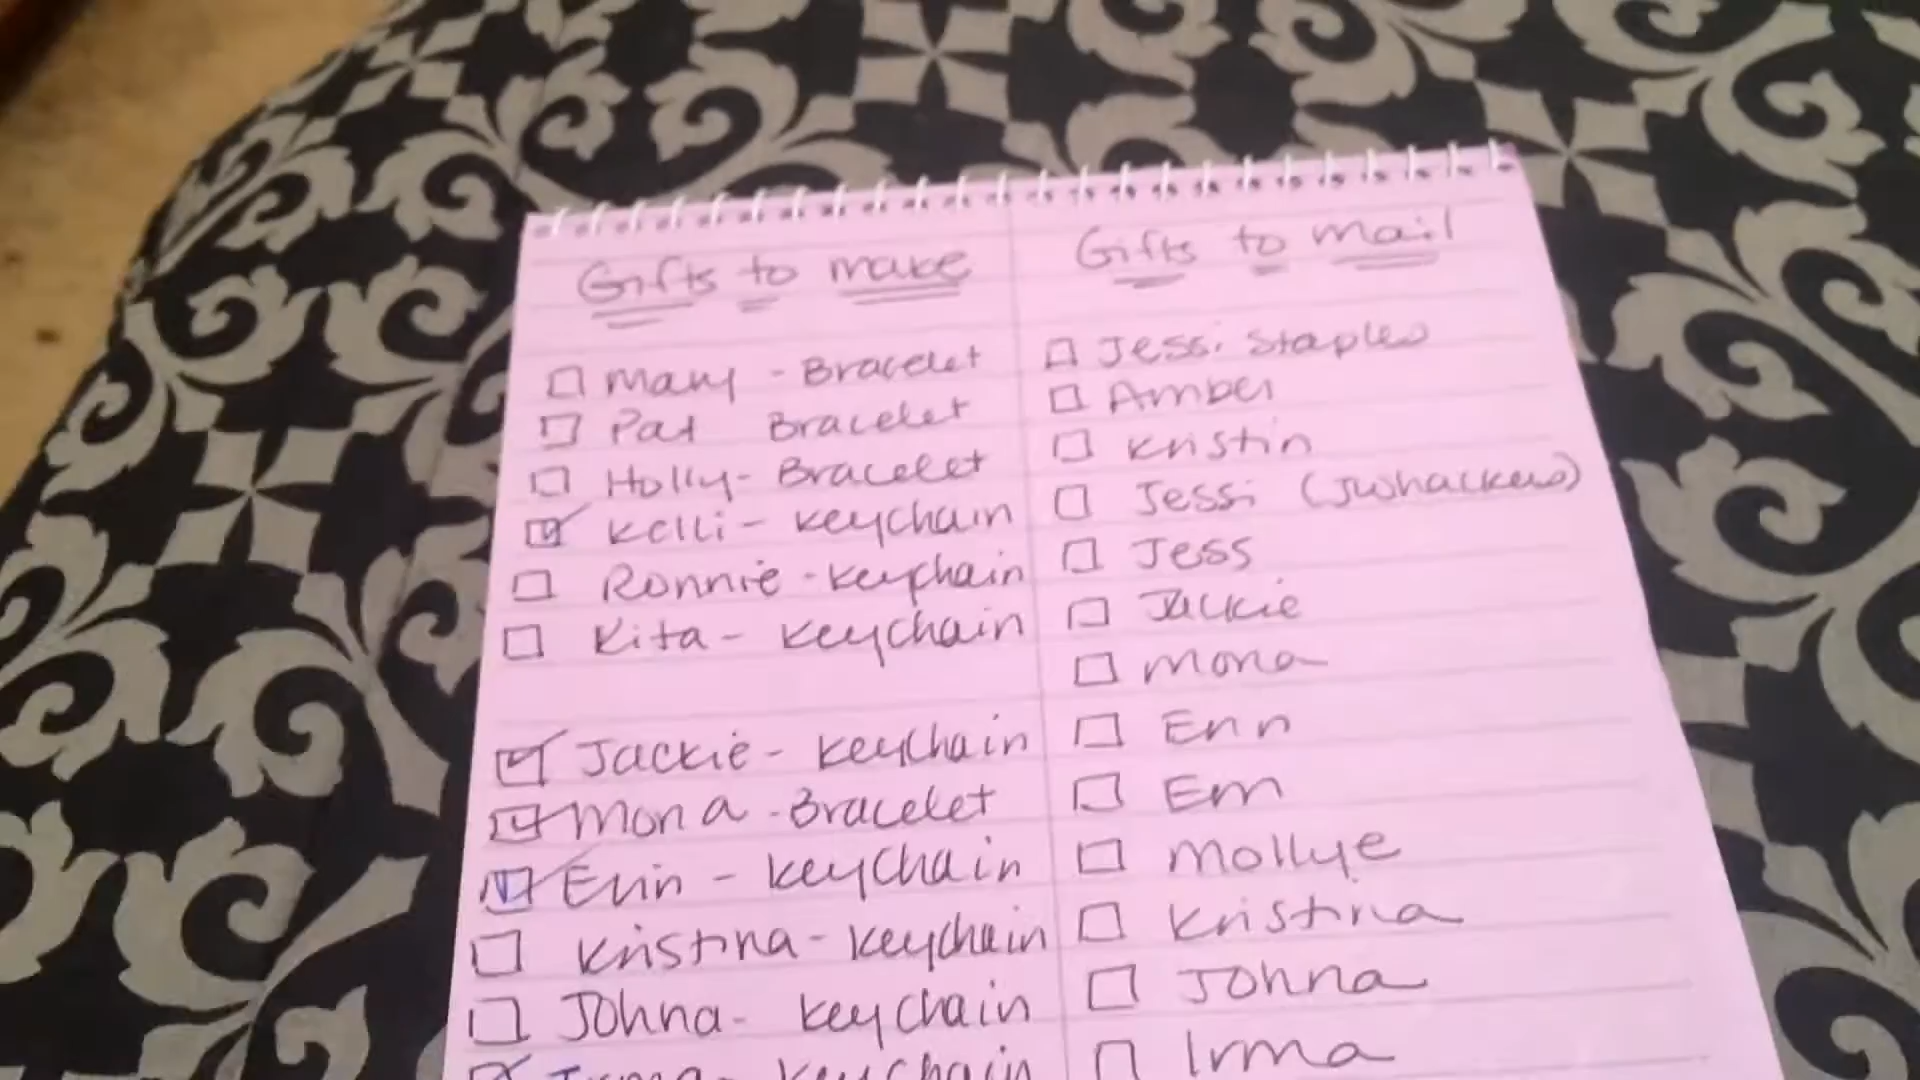 Gifts to make
Mary - Bracelet
Pat Bracelet
Holly - Bracelet
Kelli - keychain
Ronnie - keychain
Kita - keychain
Jackie - keychain
Mona - Bracelet
Erin - keychain
Kristina - keychain
Johna - keychain
Irma - keychain
Gifts to mail
Jessi Staples
Amber
Kristin
Jessi
Jess
Jackie
Mona
Erin
Em
Mollye
Kristina
Johna
Irma